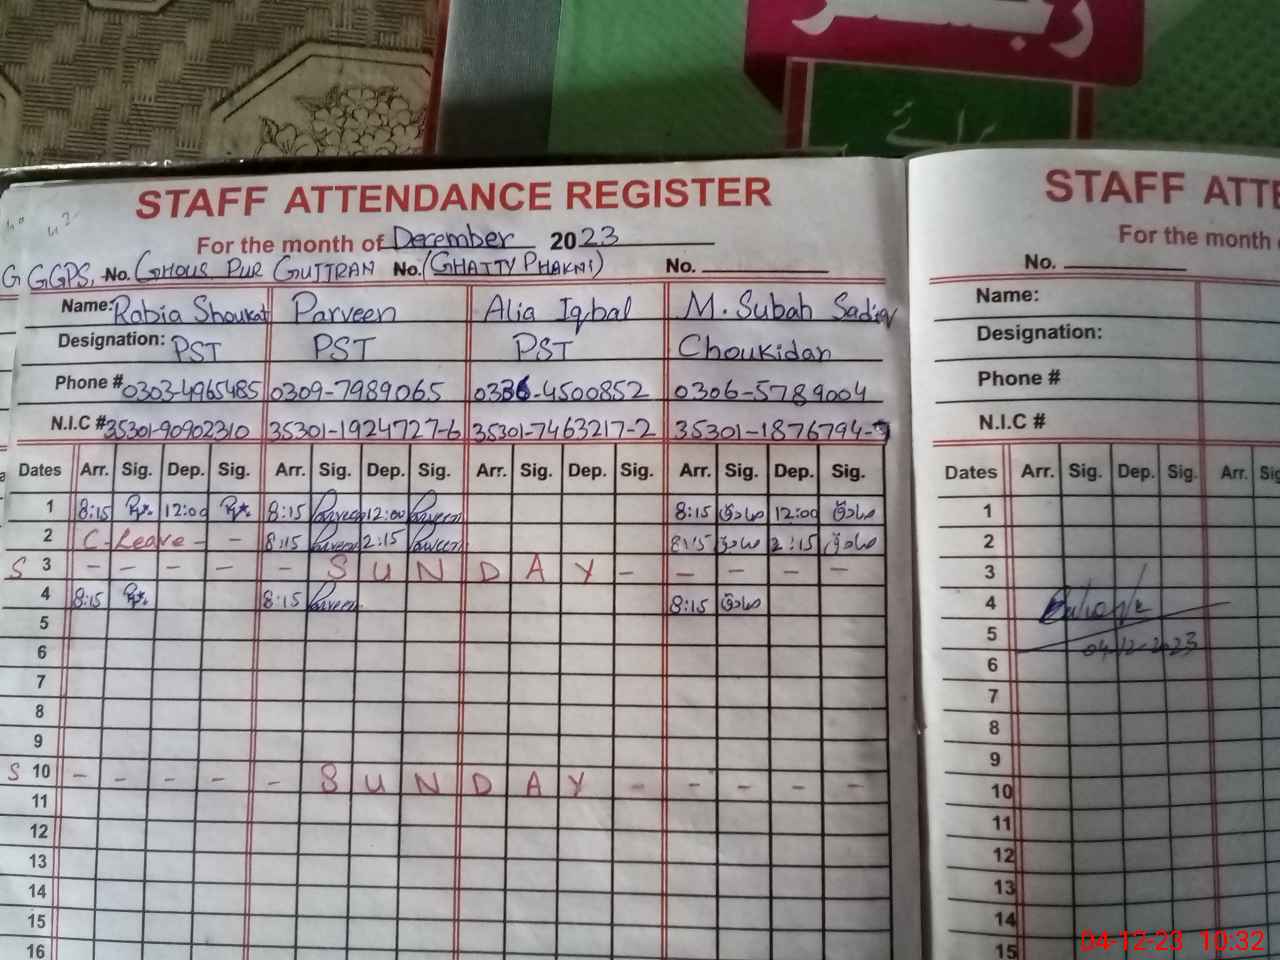 رجسٹر
STAFF ATTENDANCE REGISTER
For the month of December 2023
G GGPS, No. GHOUS PUR GUJJRAN No. (GHATTY PHAKNI) No.
Name: Rabia Shoukat Parveen Alia Iqbal M. Subah Sadiq
Designation: PST PST PST Choukidar
Phone # 0303-4965485 0309-7989065 0336-4500852 0306-5789004
N.I.C # 35301-90902310 35301-1924727-6 35301-7463217-2 35301-1876794-
Dates Arr. Sig. Dep. Sig. Arr. Sig. Dep. Sig. Arr. Sig. Dep. Sig. Arr. Sig. Dep. Sig.
1 8:15 12:00 8:15 Parveen 12:00 Parveen 8:15 صادق 12:00 صادق
2 C-Leave - - 8:15 Parveen 2:15 Parveen 8:15 صادق 2:15 صادق
S 3 - - - - - S U N D A Y - - - - -
4 8:15 8:15 Parveen 8:15 صادق
5
6
7
8
9
S 10 - - - - - S U N D A Y - - - - -
11
12
13
14
15
16
STAFF ATTE
For the month
No.
Name:
Designation:
Phone #
N.I.C #
Dates Arr. Sig. Dep. Sig. Arr. Sig
1
2
3
4
5
04-12-2023
6
7
8
9
10
11
12
13
14
15
04-12-23 10:32